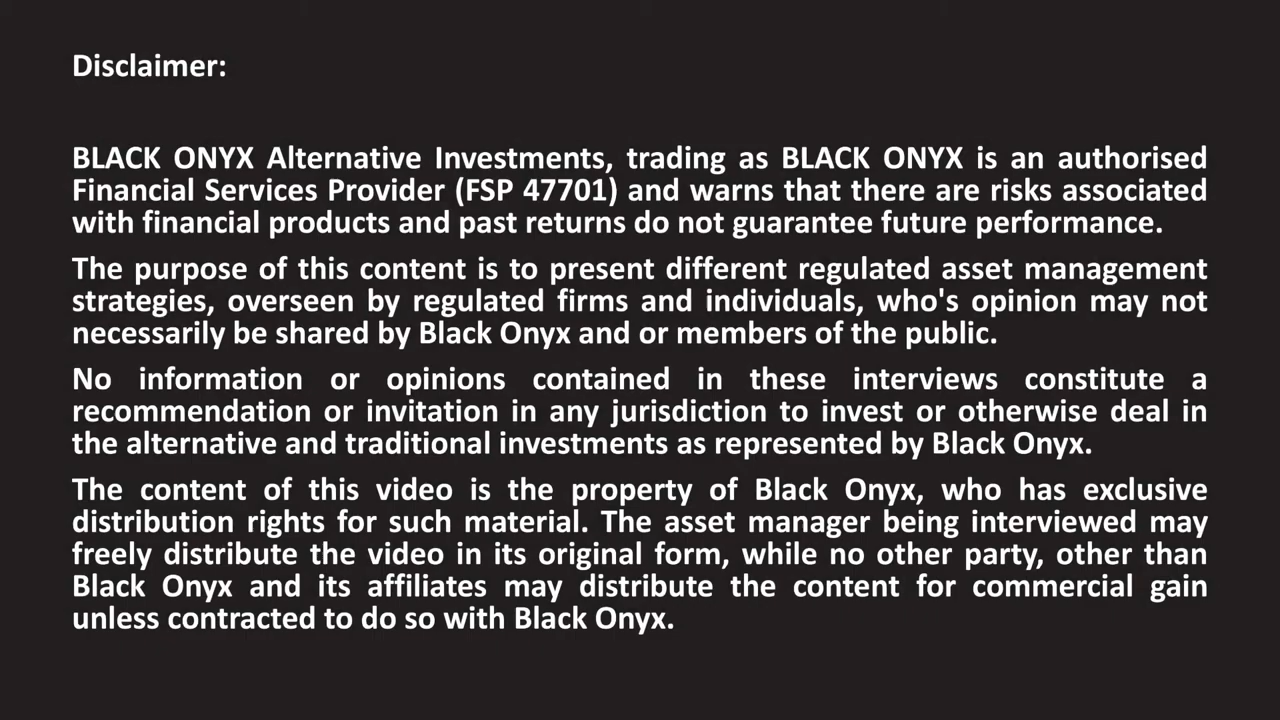 Disclaimer:
BLACK ONYX Alternative Investments, trading as BLACK ONYX is an authorised
Financial Services Provider (FSP 47701) and warns that there are risks associated
with financial products and past returns do not guarantee future performance.
The purpose of this content is to present different regulated asset management
strategies, overseen by regulated firms and individuals, who's opinion may not
necessarily be shared by Black Onyx and or members of the public.
No information or opinions contained in these interviews constitute a
recommendation or invitation in any jurisdiction to invest or otherwise deal in
the alternative and traditional investments as represented by Black Onyx.
The content of this video is the property of Black Onyx, who has exclusive
distribution rights for such material. The asset manager being interviewed may
freely distribute the video in its original form, while no other party, other than
Black Onyx and its affiliates may distribute the content for commercial gain
unless contracted to do so with Black Onyx.